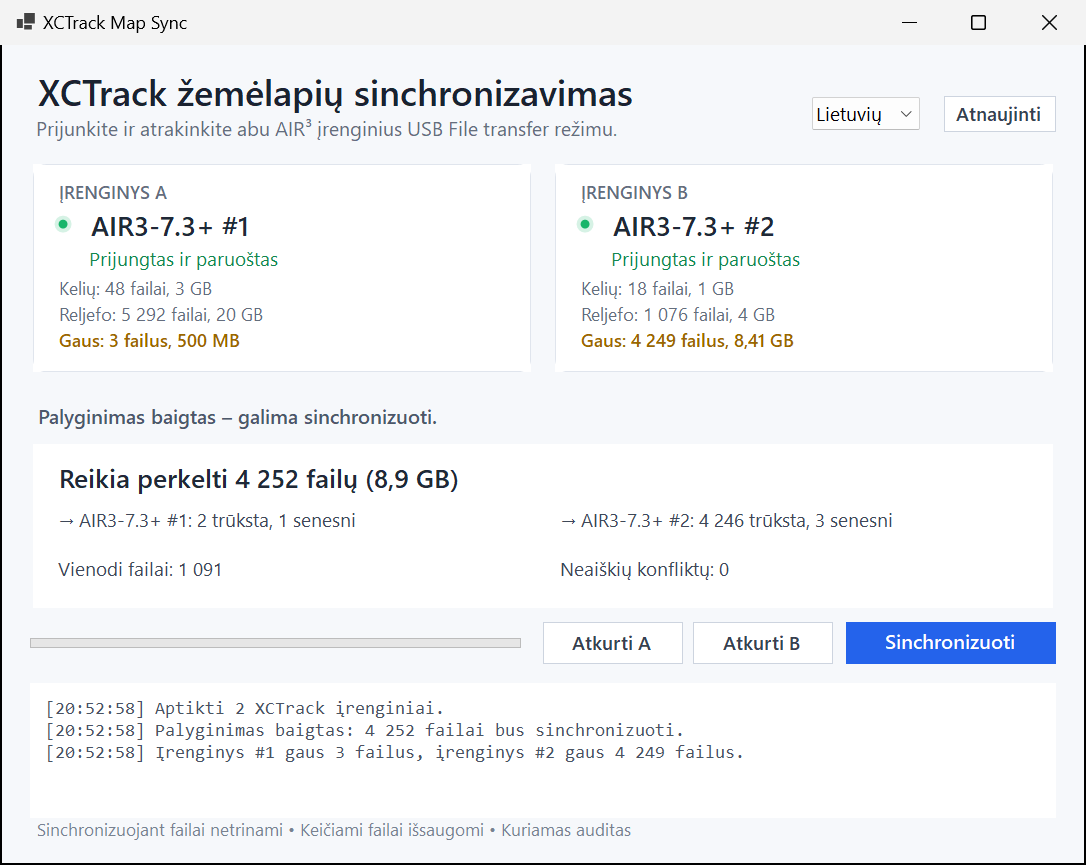 XCTrack Map Sync
XCTrack žemėlapių sinchronizavimas
Prijunkite ir atrakinkite abu AIR³ įrenginius USB File transfer režimu.
Lietuvių
Atnaujinti
ĮRENGINYS A
AIR3-7.3+ #1
Prijungtas ir paruoštas
Kelių: 48 failai, 3 GB
Reljefo: 5 292 failai, 20 GB
Gaus: 3 failus, 500 MB
ĮRENGINYS B
AIR3-7.3+ #2
Prijungtas ir paruoštas
Kelių: 18 failai, 1 GB
Reljefo: 1 076 failai, 4 GB
Gaus: 4 249 failus, 8,41 GB
Palyginimas baigtas – galima sinchronizuoti.
Reikia perkelti 4 252 failų (8,9 GB)
→ AIR3-7.3+ #1: 2 trūksta, 1 senesni
→ AIR3-7.3+ #2: 4 246 trūksta, 3 senesni
Vienodi failai: 1 091
Neaiškių konfliktų: 0
Atkurti A
Atkurti B
Sinchronizuoti
[20:52:58] Aptikti 2 XCTrack įrenginiai.
[20:52:58] Palyginimas baigtas: 4 252 failai bus sinchronizuoti.
[20:52:58] Įrenginys #1 gaus 3 failus, įrenginys #2 gaus 4 249 failus.
Sinchronizuojant failai netrinami • Keičiami failai išsaugomi • Kuriamas auditas